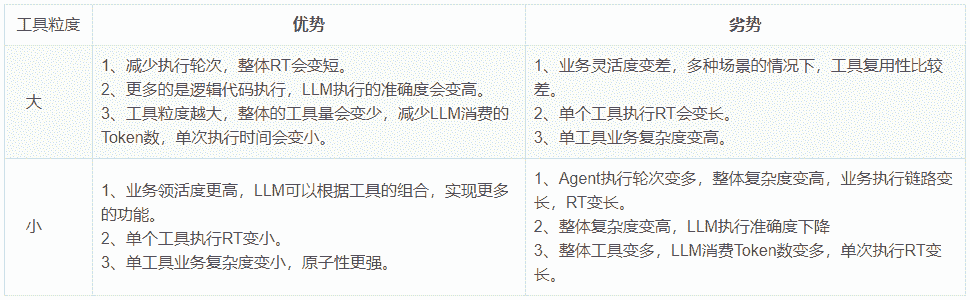 工具粒度
优势
劣势
大
1、减少执行轮次，整体RT会变短。
2、更多的是逻辑代码执行，LLM执行的准确度会变高。
3、工具粒度越大，整体的工具量会变少，减少LLM消费的
Token数，单次执行时间会变小。
1、业务灵活度变差，多种场景的情况下，工具复用性比较
差。
2、单个工具执行RT会变长。
3、单工具业务复杂度变高。
小
1、业务领活度更高，LLM可以根据工具的组合，实现更多
的功能。
2、单个工具执行RT变小。
3、单工具业务复杂度变小，原子性更强。
1、Agent执行轮次变多，整体复杂度变高，业务执行链路变
长，RT变长。
2、整体复杂度变高，LLM执行准确度下降
3、整体工具变多，LLM消费Token数变多，单次执行RT变
长。